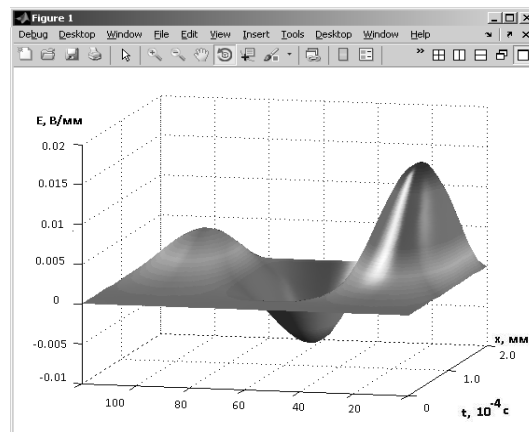 Figure 1
Debug Desktop Window File Edit View Insert Tools Desktop Window Help
E, В/мм
0.02
0.015
0.01
0.005
0
-0.005
-0.01
100 80 60 40 20 0
t, 10⁻⁴ с
1.0
2.0
x, мм